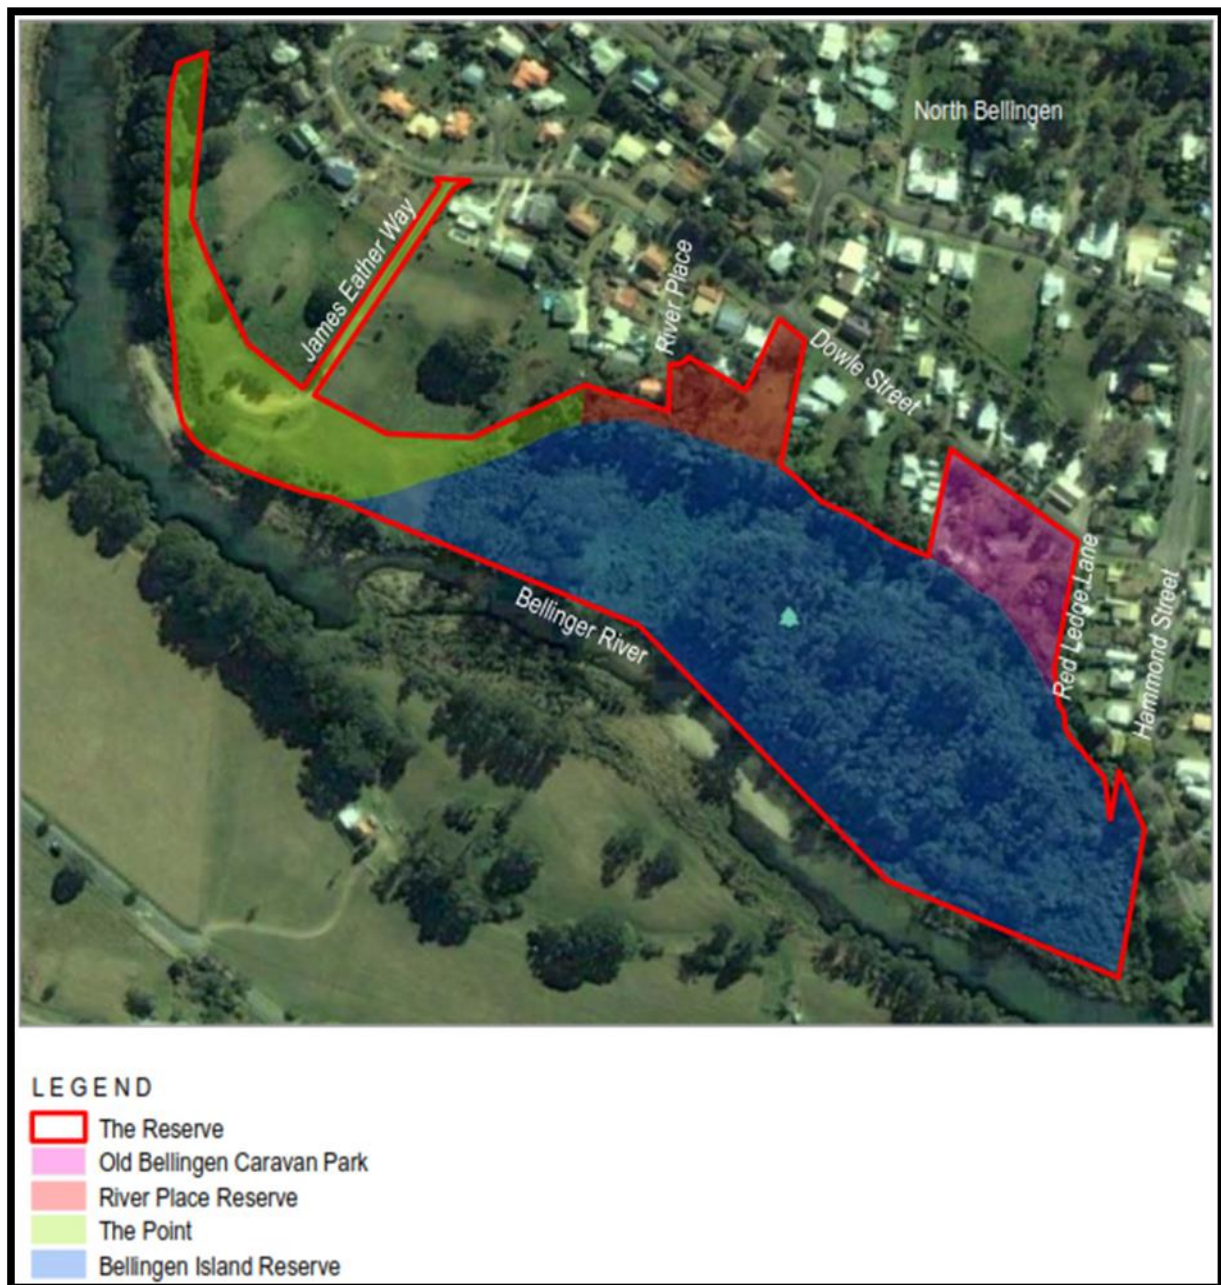 North Bellingen
James Eather Way
River Place
Dowle Street
Bellinger River
Red Ledge Lane
Hammond Street
LEGEND
The Reserve
Old Bellingen Caravan Park
River Place Reserve
The Point
Bellingen Island Reserve